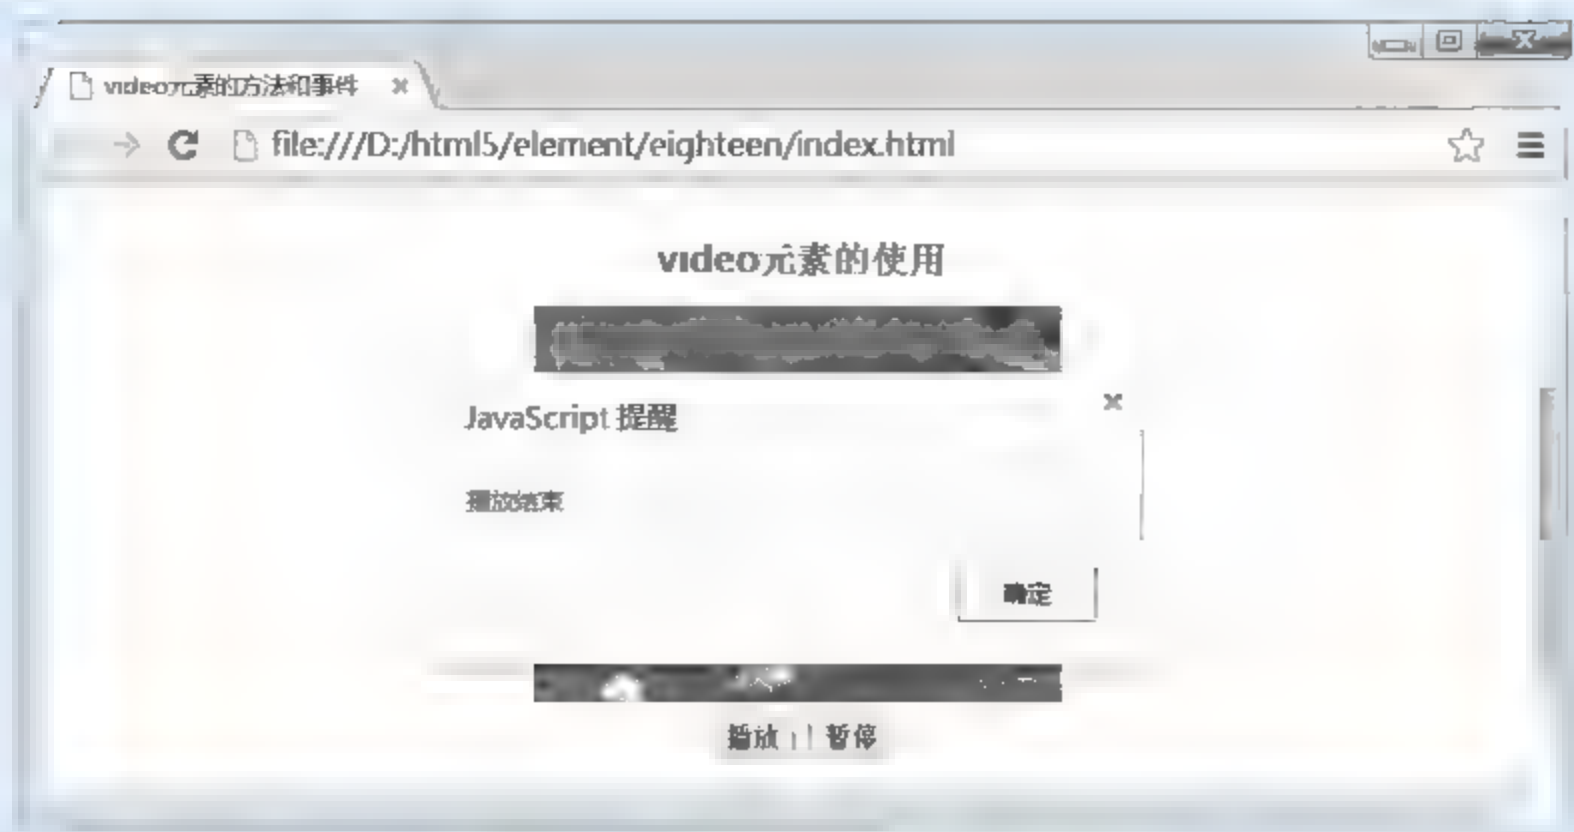 video元素的方法和事件
file:///D:/html5/element/eighteen/index.html
video元素的使用
JavaScript 提醒
播放结束
确定
播放 | | 暂停